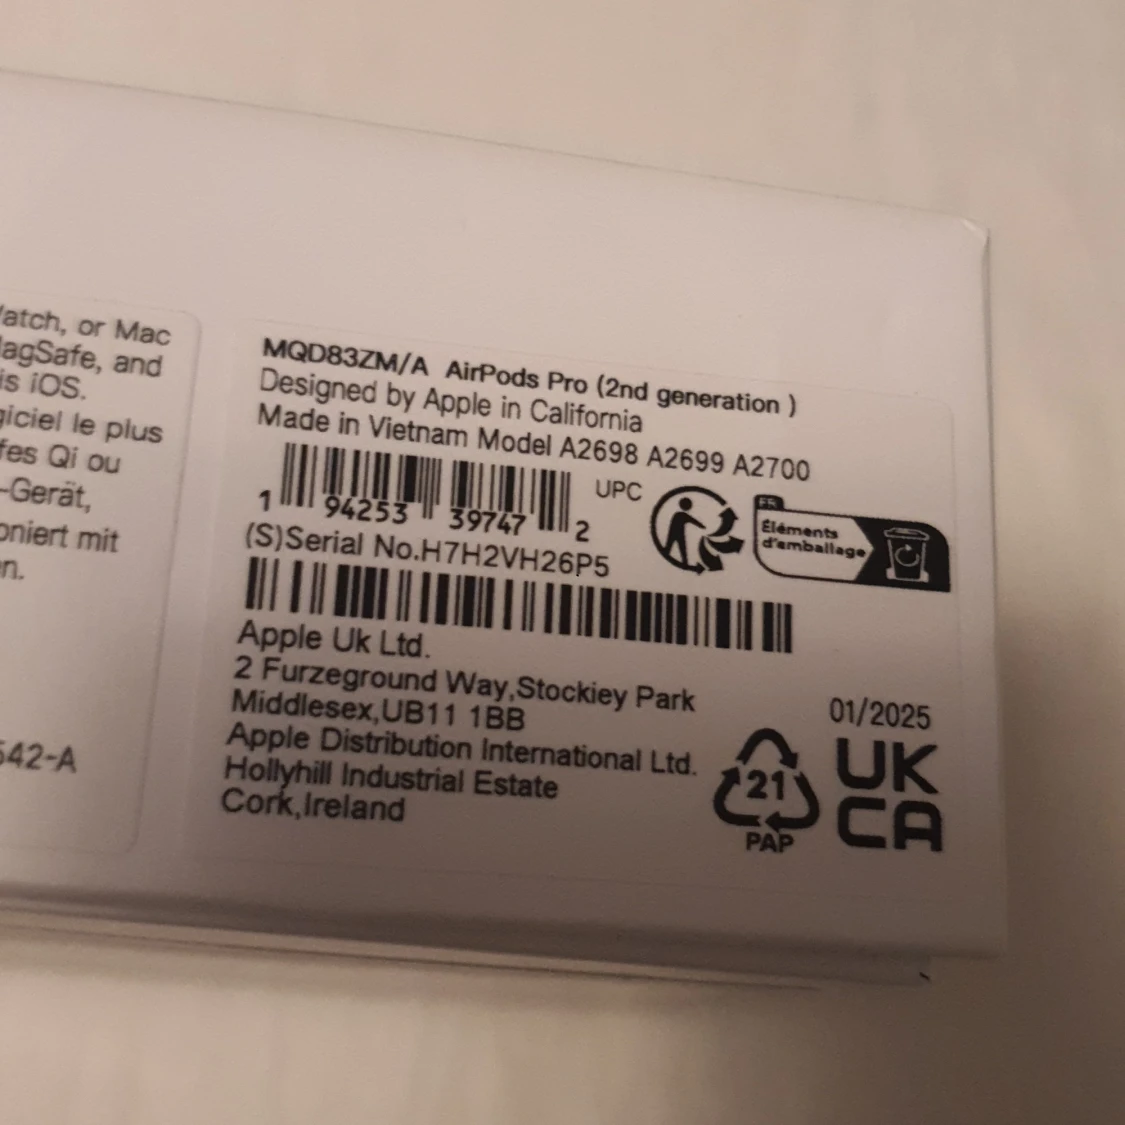 atch, or Mac
agSafe, and
is iOS.
giciel le plus
fes Qi ou
-Gerät,
oniert mit
n.
542-A
MQD83ZM/A AirPods Pro (2nd generation )
Designed by Apple in California
Made in Vietnam Model A2698 A2699 A2700
UPC
1 94253 39747 2
(S)Serial No.H7H2VH26P5
FR
Éléments
d'emballage
Apple Uk Ltd.
2 Furzeground Way,Stockiey Park
Middlesex,UB11 1BB
Apple Distribution International Ltd.
Hollyhill Industrial Estate
Cork,Ireland
01/2025
21
PAP
UK
CA